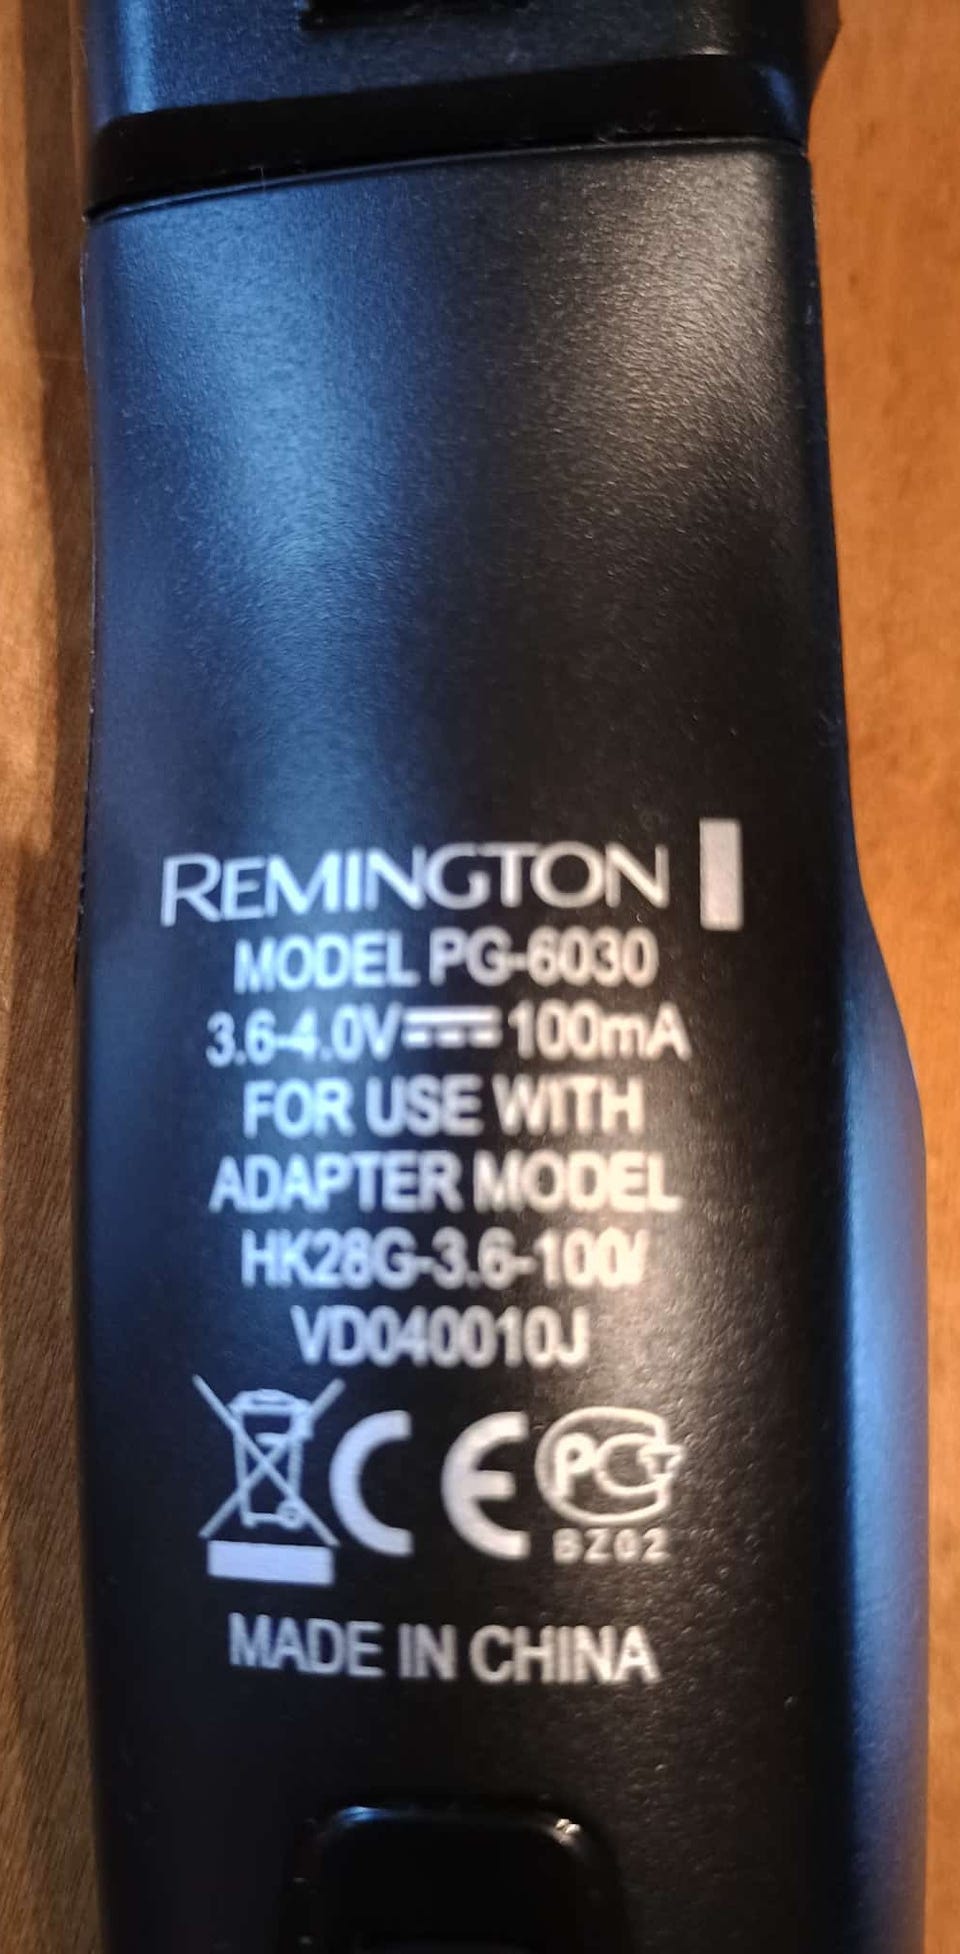 REMINGTON
MODEL PG-6030
3.6-4.0V⎓100mA
FOR USE WITH
ADAPTER MODEL
HK28G-3.6-100/
VD040010J
CE PC
BZ02
MADE IN CHINA